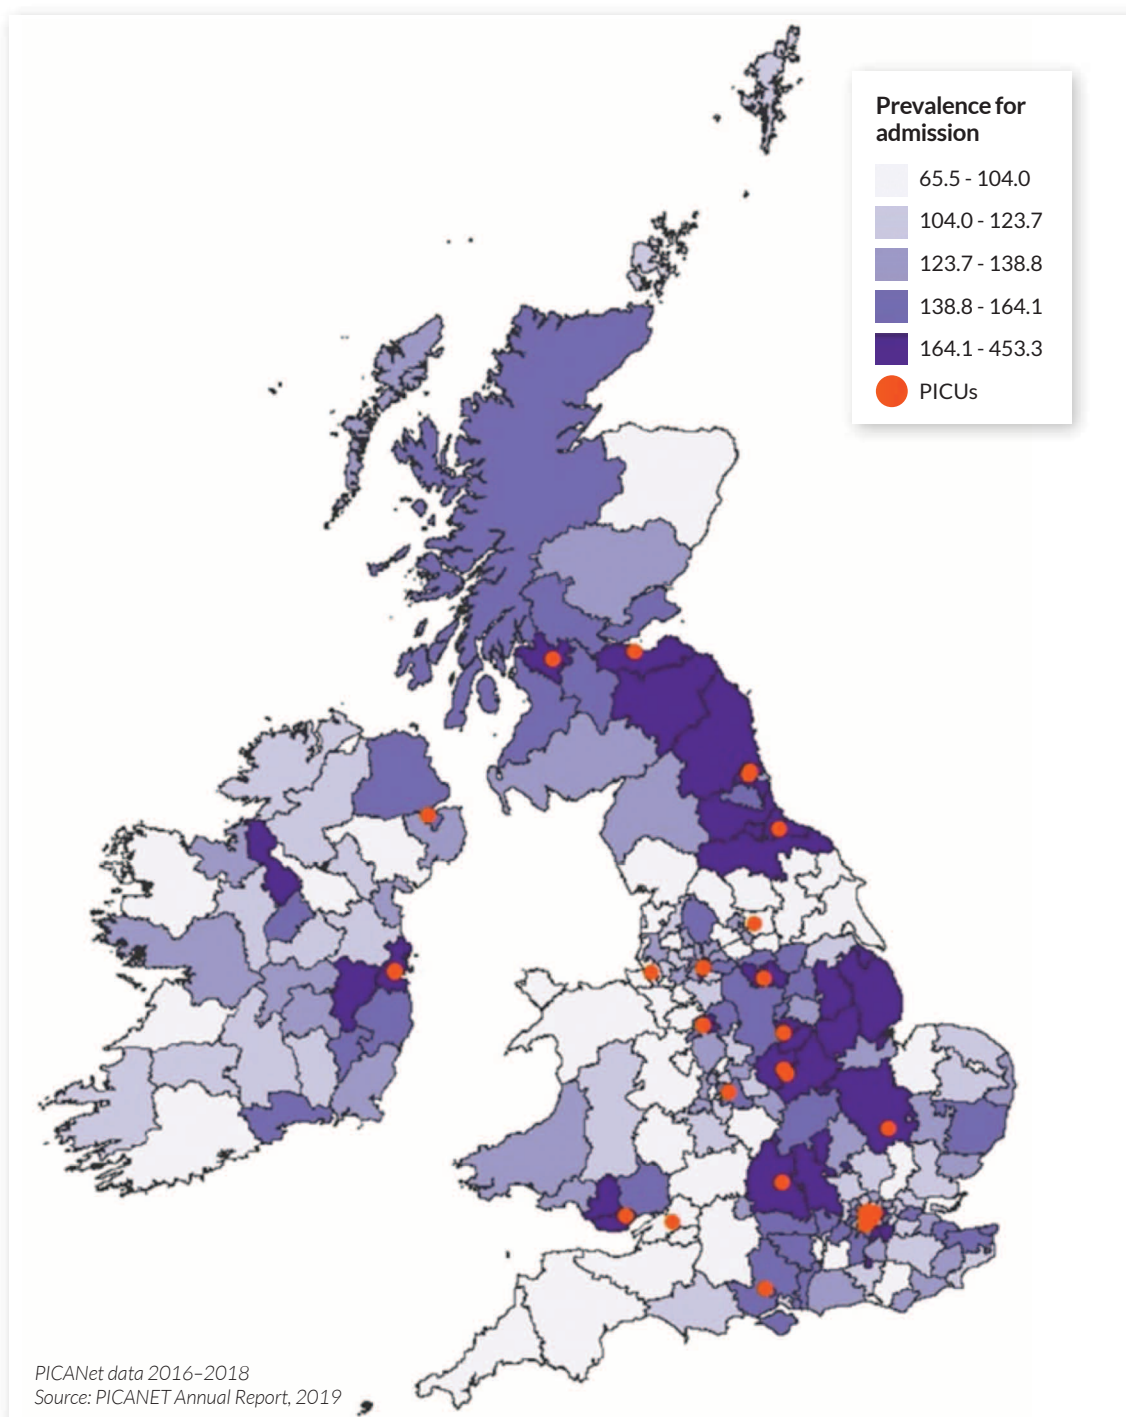 Prevalence for
admission
65.5 - 104.0
104.0 - 123.7
123.7 - 138.8
138.8 - 164.1
164.1 - 453.3
PICUs
PICANet data 2016–2018
Source: PICANET Annual Report, 2019